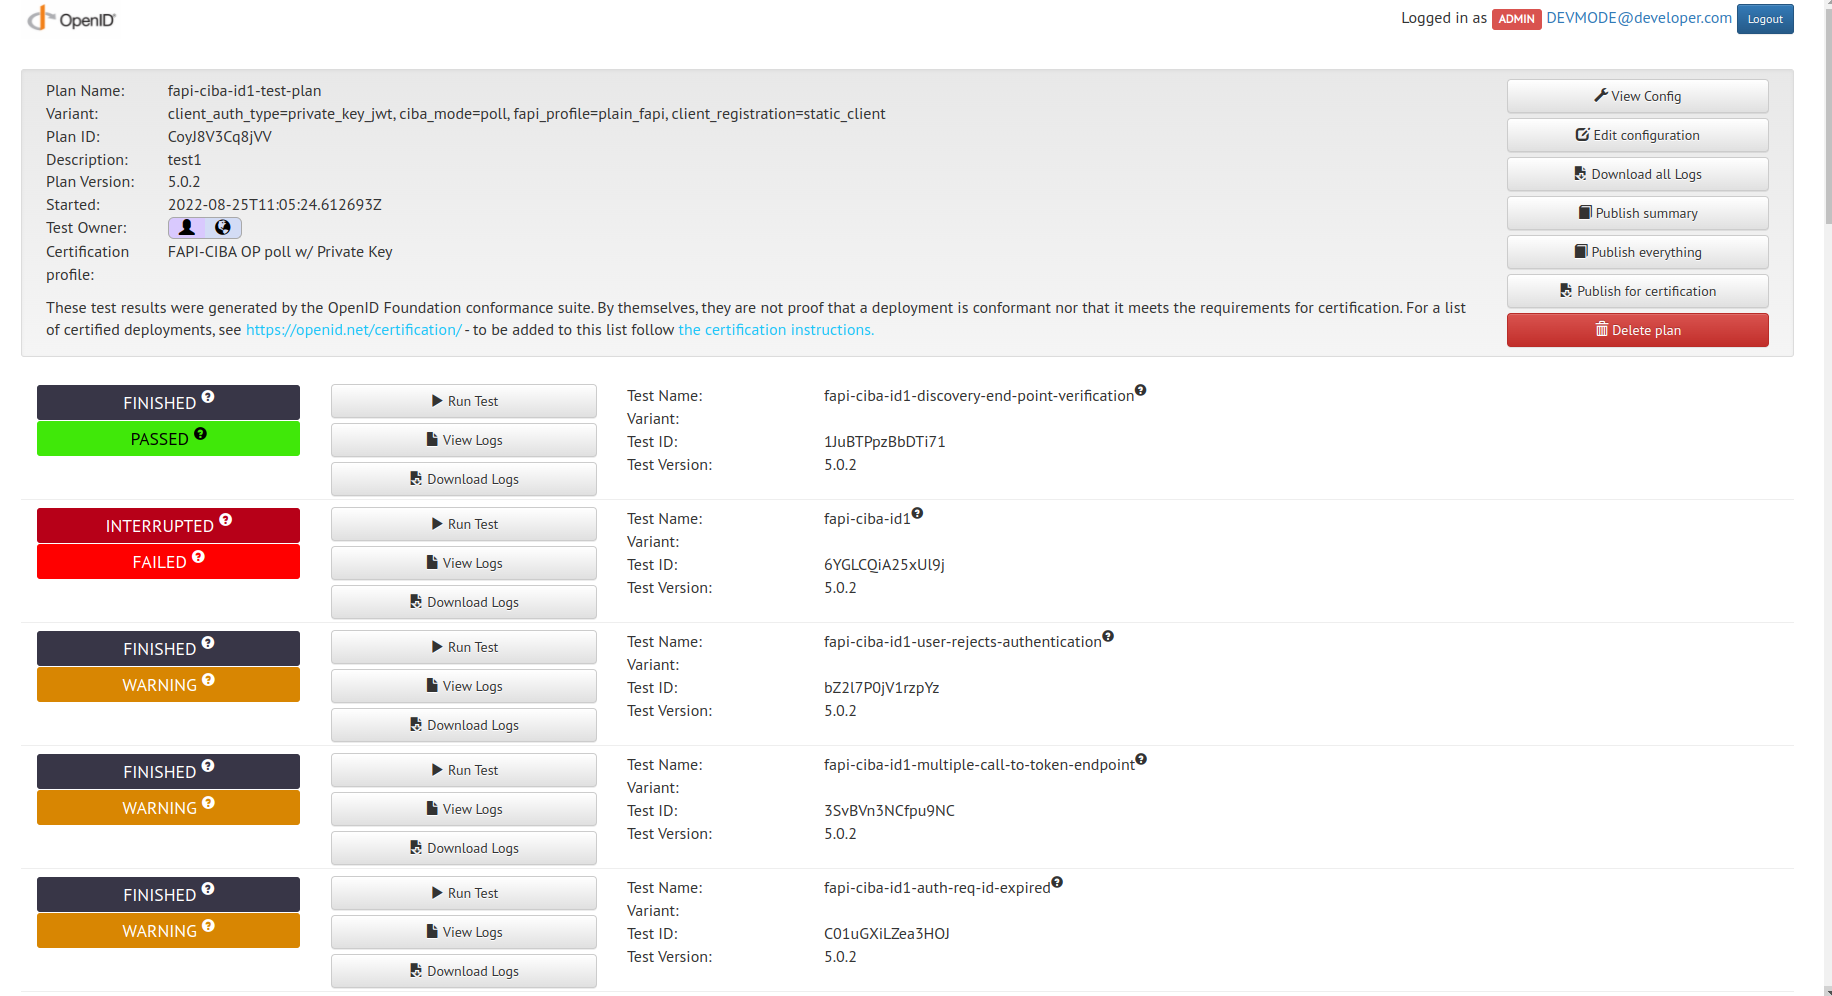 OpenID
Logged in as ADMIN DEVMODE@developer.com Logout
Plan Name: fapi-ciba-id1-test-plan
Variant: client_auth_type=private_key_jwt, ciba_mode=poll, fapi_profile=plain_fapi, client_registration=static_client
Plan ID: CoyJ8V3Cq8jVV
Description: test1
Plan Version: 5.0.2
Started: 2022-08-25T11:05:24.612693Z
Test Owner:
Certification profile: FAPI-CIBA OP poll w/ Private Key
These test results were generated by the OpenID Foundation conformance suite. By themselves, they are not proof that a deployment is conformant nor that it meets the requirements for certification. For a list
of certified deployments, see https://openid.net/certification/ - to be added to this list follow the certification instructions.
View Config
Edit configuration
Download all Logs
Publish summary
Publish everything
Publish for certification
Delete plan
FINISHED ?
PASSED ?
Run Test
View Logs
Download Logs
Test Name: fapi-ciba-id1-discovery-end-point-verification ?
Variant:
Test ID: 1JuBTPpzBbDTi71
Test Version: 5.0.2
INTERRUPTED ?
FAILED ?
Run Test
View Logs
Download Logs
Test Name: fapi-ciba-id1 ?
Variant:
Test ID: 6YGLCQiA25xUl9j
Test Version: 5.0.2
FINISHED ?
WARNING ?
Run Test
View Logs
Download Logs
Test Name: fapi-ciba-id1-user-rejects-authentication ?
Variant:
Test ID: bZ2l7P0jV1rzpYz
Test Version: 5.0.2
FINISHED ?
WARNING ?
Run Test
View Logs
Download Logs
Test Name: fapi-ciba-id1-multiple-call-to-token-endpoint ?
Variant:
Test ID: 3SvBVn3NCfpu9NC
Test Version: 5.0.2
FINISHED ?
WARNING ?
Run Test
View Logs
Download Logs
Test Name: fapi-ciba-id1-auth-req-id-expired ?
Variant:
Test ID: C01uGXiLZea3HOJ
Test Version: 5.0.2